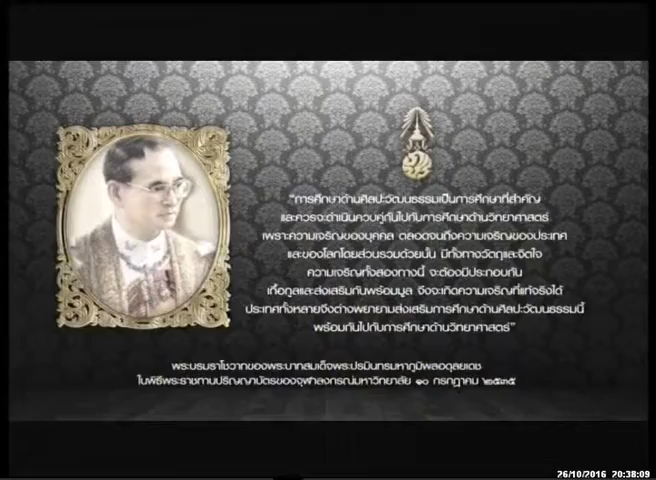 "การศึกษาด้านศิลปะวัฒนธรรมเป็นการศึกษาที่สำคัญ
และควรจะดำเนินควบคู่กันไปกับการศึกษาด้านวิทยาศาสตร์
เพราะความเจริญของบุคคล ตลอดจนถึงความเจริญของประเทศ
และของโลกโดยส่วนรวมด้วยนั้น มีทั้งทางวัตถุและจิตใจ
ความเจริญทั้งสองทางนี้ จะต้องมีประกอบกัน
เกื้อกูลและส่งเสริมกันพร้อมมูล จึงจะเกิดความเจริญที่แท้จริงได้
ประเทศทั้งหลายจึงต่างพยายามส่งเสริมการศึกษาด้านศิลปะวัฒนธรรมนี้
พร้อมกันไปกับการศึกษาด้านวิทยาศาสตร์"
พระบรมราโชวาทของพระบาทสมเด็จพระปรมินทรมหาภูมิพลอดุลยเดช
ในพิธีพระราชทานปริญญาบัตรของจุฬาลงกรณ์มหาวิทยาลัย ๑๐ กรกฎาคม ๒๕๓๕
26/10/2016 20:38:09